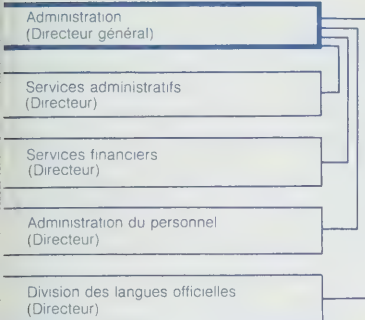 Administration
(Directeur général)
Services administratifs
(Directeur)
Services financiers
(Directeur)
Administration du personnel
(Directeur)
Division des langues officielles
(Directeur)